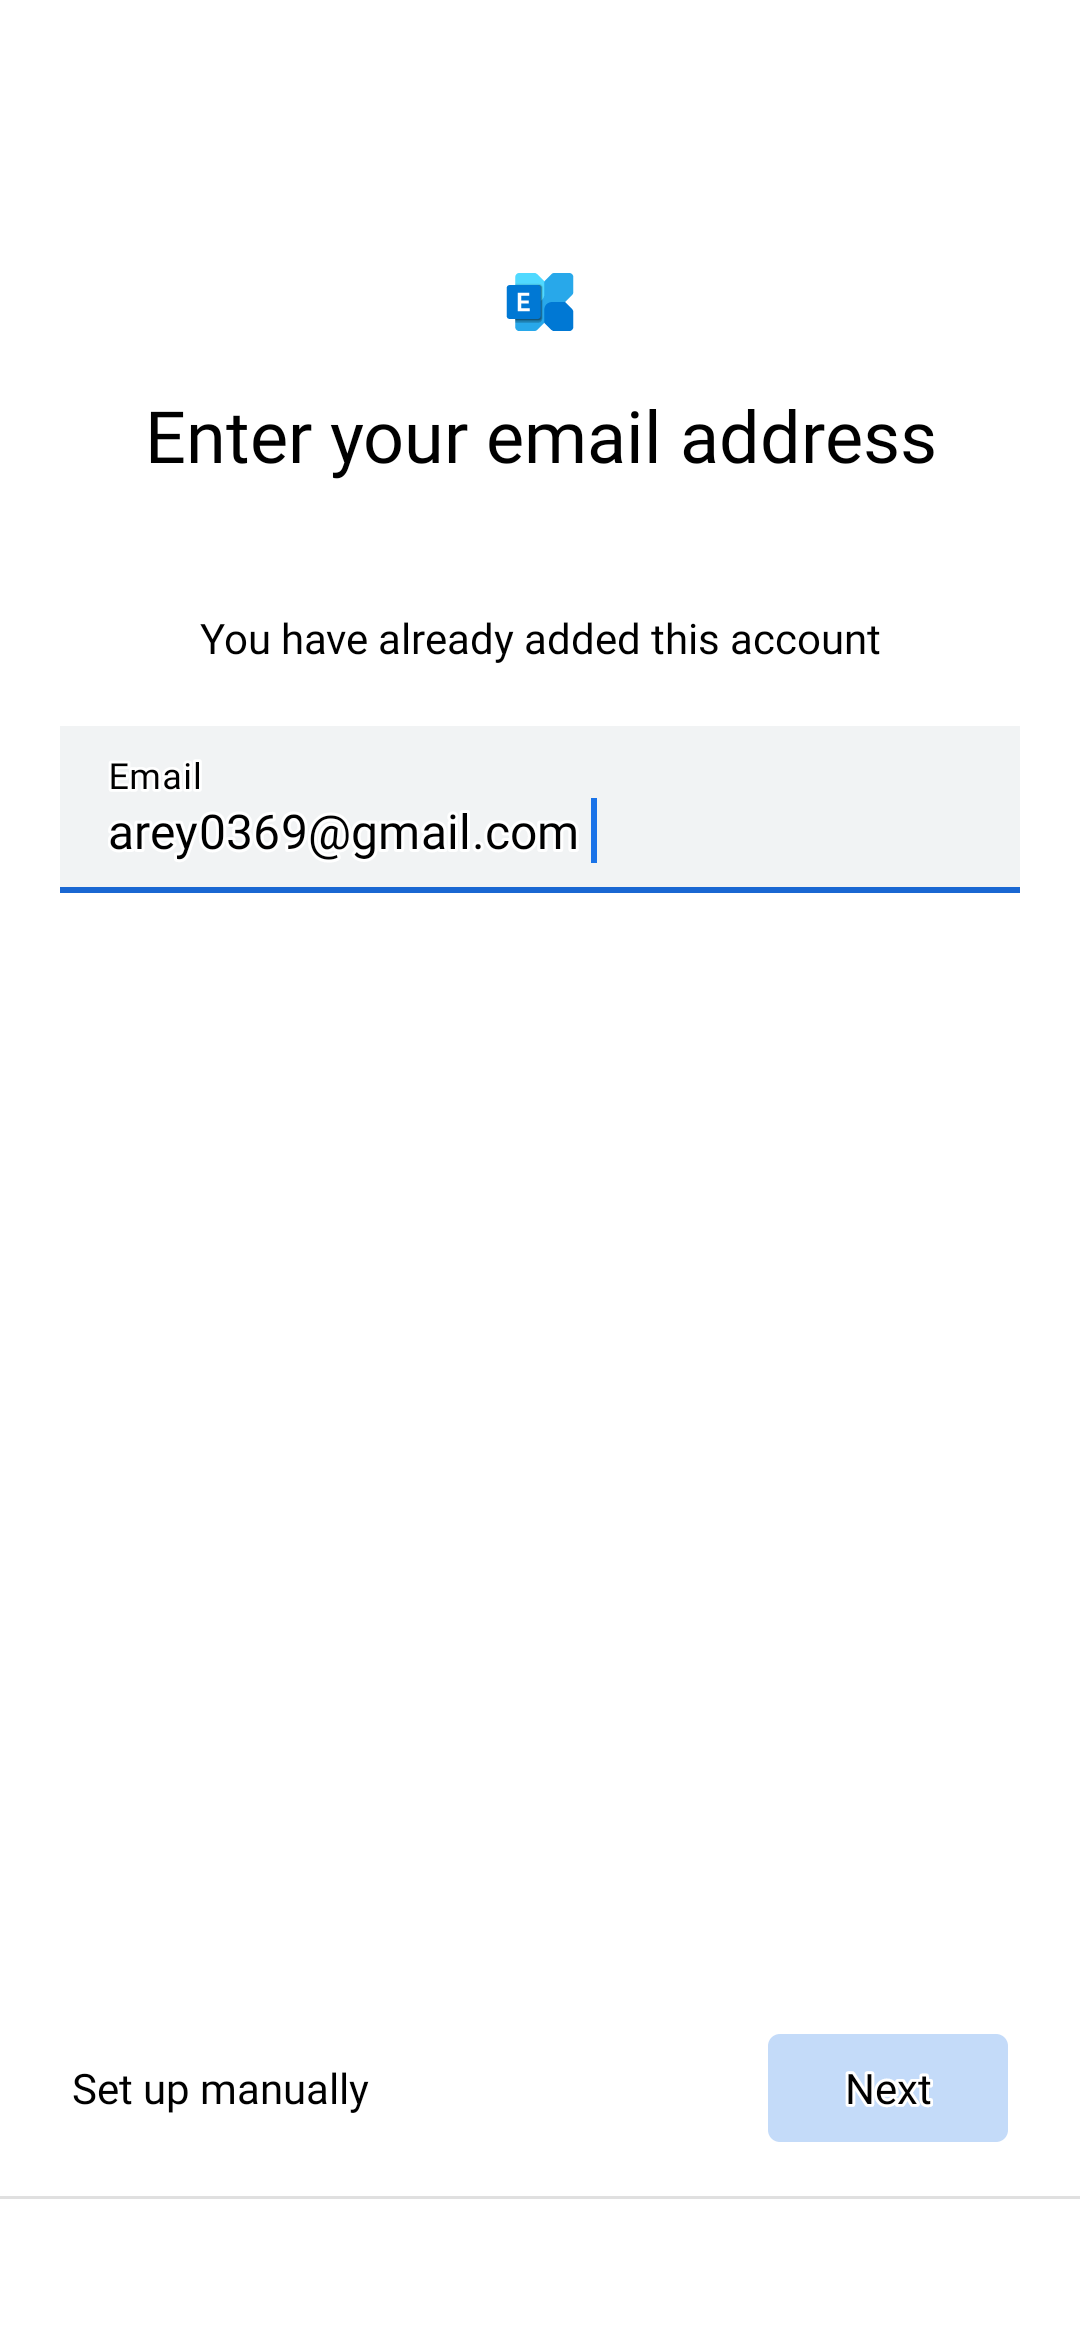 E
Enter your email address
You have already added this account
Email
arey0369@gmail.com
Set up manually
Next